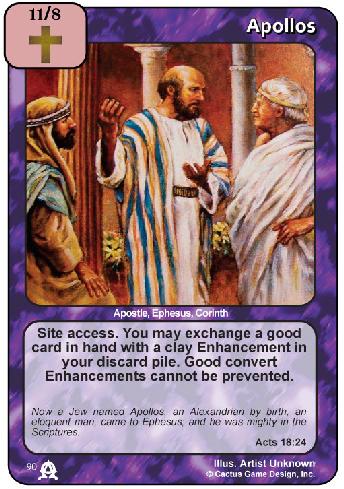 11/8
Apollos
Apostle, Ephesus, Corinth
Site access. You may exchange a good
card in hand with a clay Enhancement in
your discard pile. Good convert
Enhancements cannot be prevented.
Now a Jew named Apollos, an Alexandrian by birth, an
eloquent man, came to Ephesus; and he was mighty in the
Scriptures.
Acts 18:24
90
Illus. Artist Unknown
© Cactus Game Design, Inc.